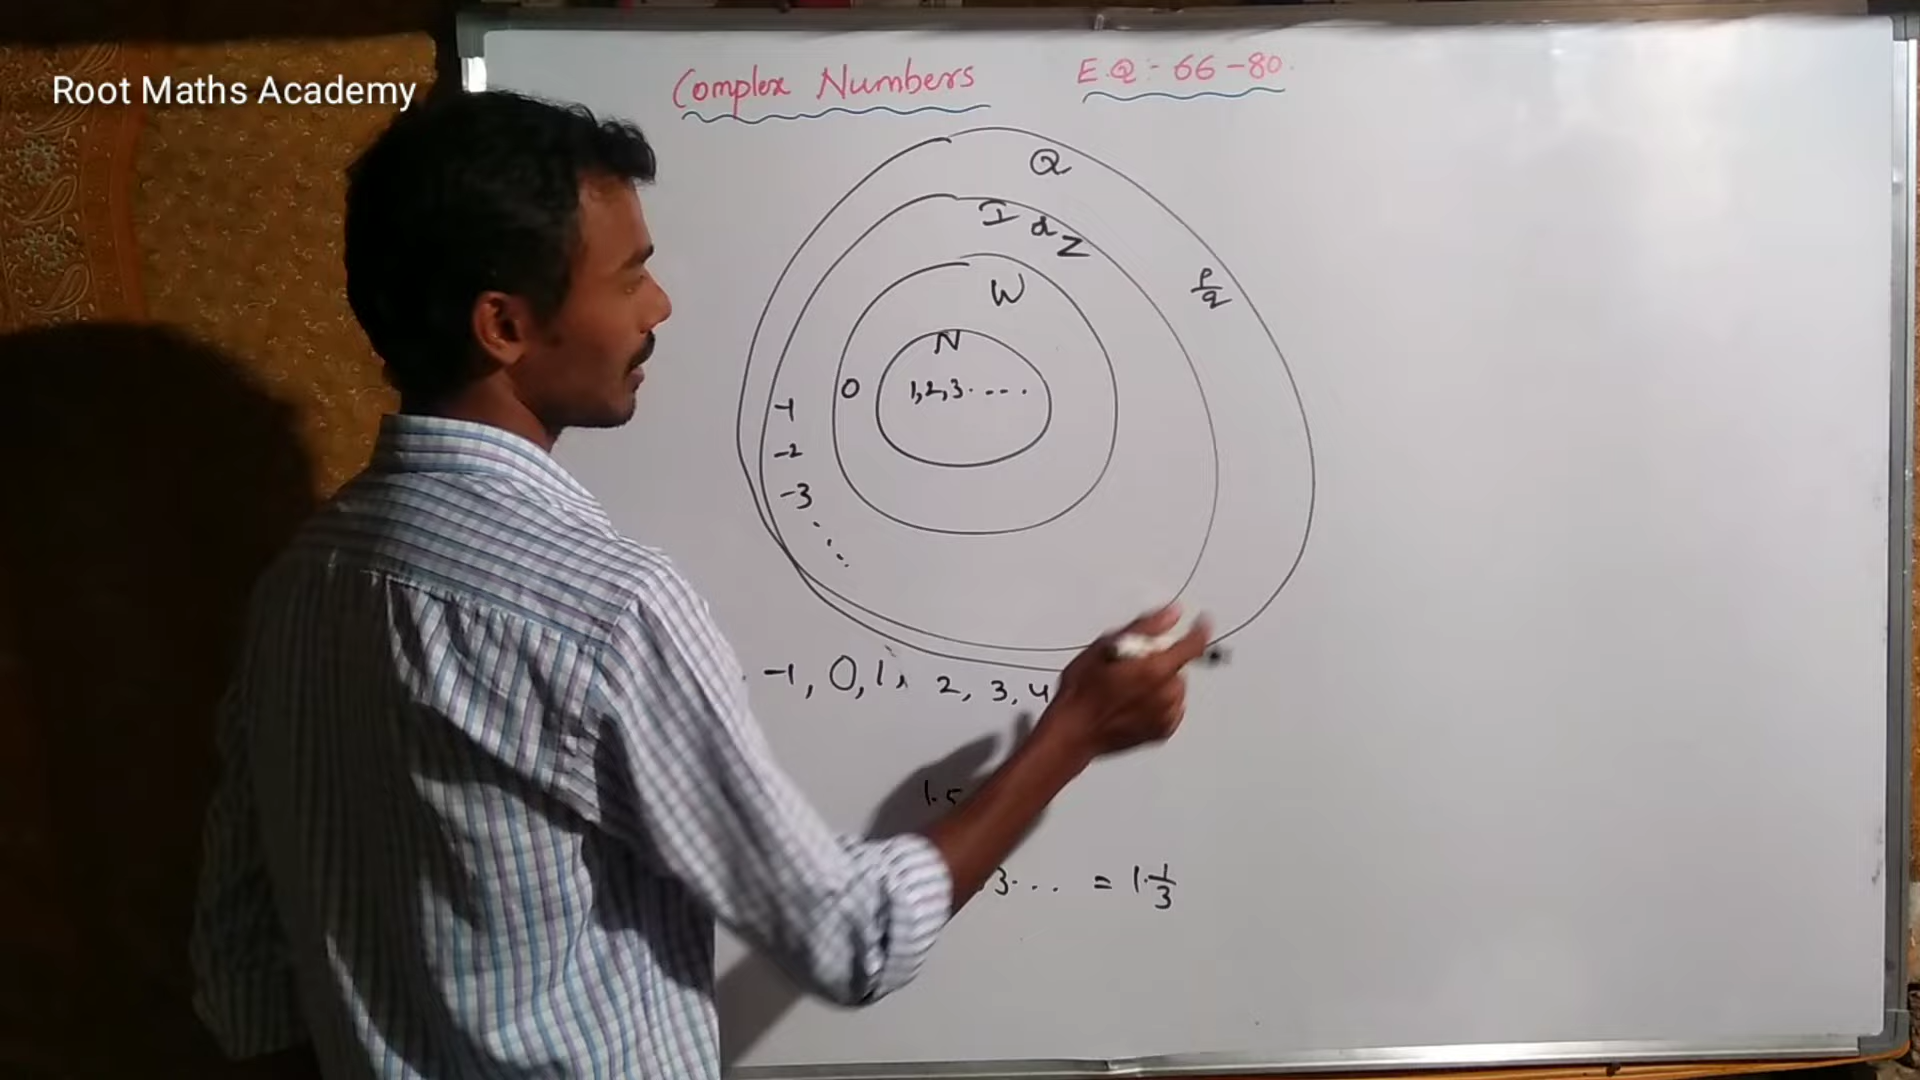 Root Maths Academy
Complex Numbers E.Q:- 66-80.
Q
I & Z
P/q
W
N
0 1,2,3.....
-1
-2
-3
-1, 0,1, 2, 3,4
1.5
3... = 1.1/3